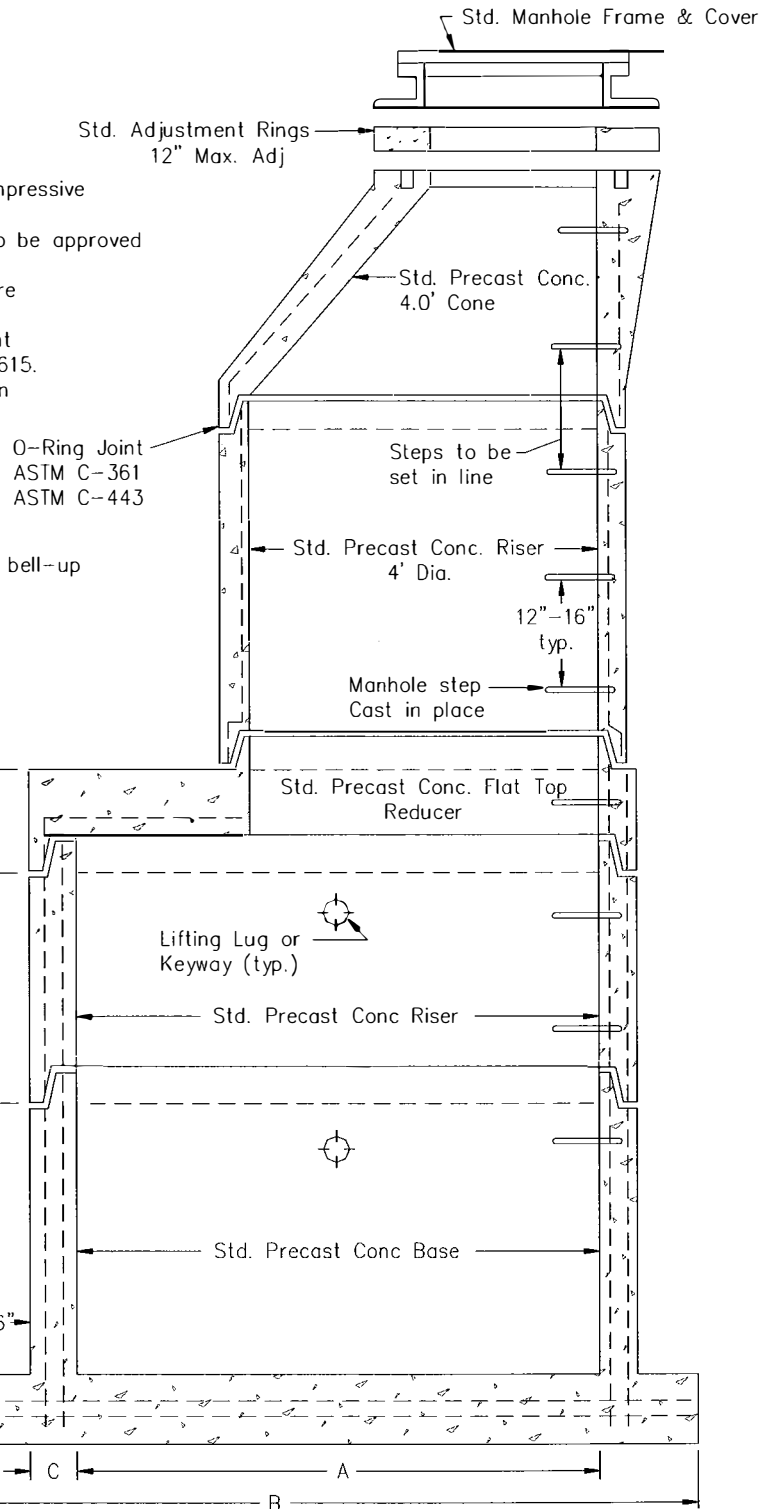 Std. Manhole Frame & Cover
Std. Adjustment Rings
12" Max. Adj
to be approved
615.
Std. Precast Conc.
4.0' Cone
O-Ring Joint
ASTM C-361
ASTM C-443
Steps to be
set in line
bell-up
Std. Precast Conc. Riser
4' Dia.
12"-16"
typ.
Manhole step
Cast in place
Std. Precast Conc. Flat Top
Reducer
Lifting Lug or
Keyway (typ.)
Std. Precast Conc Riser
Std. Precast Conc Base
6"
C
A
B